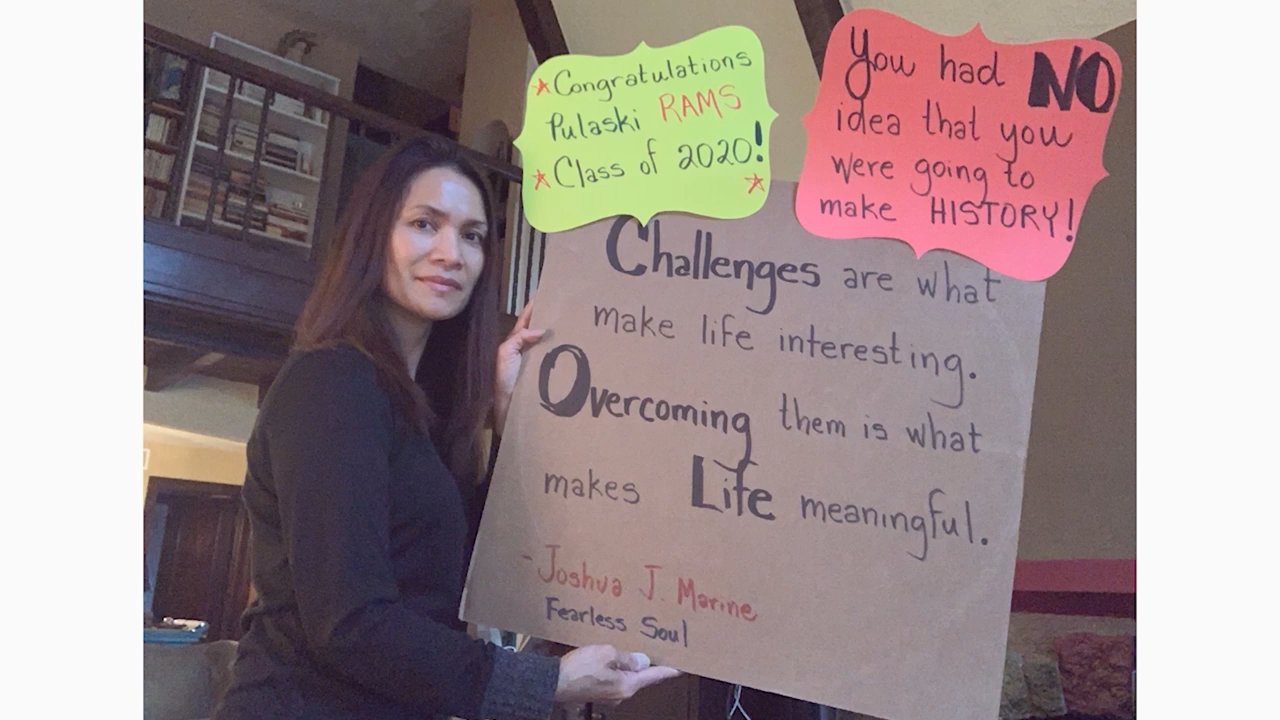 Congratulations
Pulaski RAMS
Class of 2020!
You had NO
idea that you
were going to
make HISTORY!
Challenges are what
make life interesting.
Overcoming them is what
makes Life meaningful.
- Joshua J. Marine
Fearless Soul